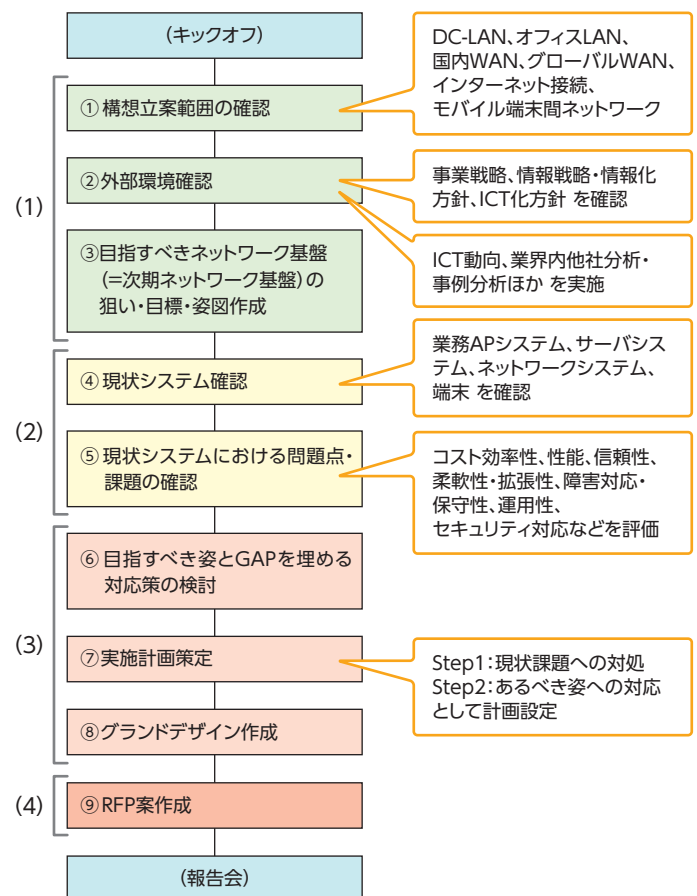 (キックオフ)
DC-LAN、オフィスLAN、
国内WAN、グローバルWAN、
インターネット接続、
モバイル端末間ネットワーク
(1)
①構想立案範囲の確認
②外部環境確認
事業戦略、情報戦略・情報化
方針、ICT化方針 を確認
ICT動向、業界内他社分析・
事例分析ほか を実施
③目指すべきネットワーク基盤
(=次期ネットワーク基盤)の
狙い・目標・姿図作成
(2)
④現状システム確認
業務APシステム、サーバシス
テム、ネットワークシステム、
端末 を確認
⑤現状システムにおける問題点・
課題の確認
コスト効率性、性能、信頼性、
柔軟性・拡張性、障害対応・
保守性、運用性、
セキュリティ対応などを評価
(3)
⑥目指すべき姿とGAPを埋める
対応策の検討
⑦実施計画策定
Step1:現状課題への対処
Step2:あるべき姿への対応
として計画設定
⑧グランドデザイン作成
(4)
⑨RFP案作成
(報告会)